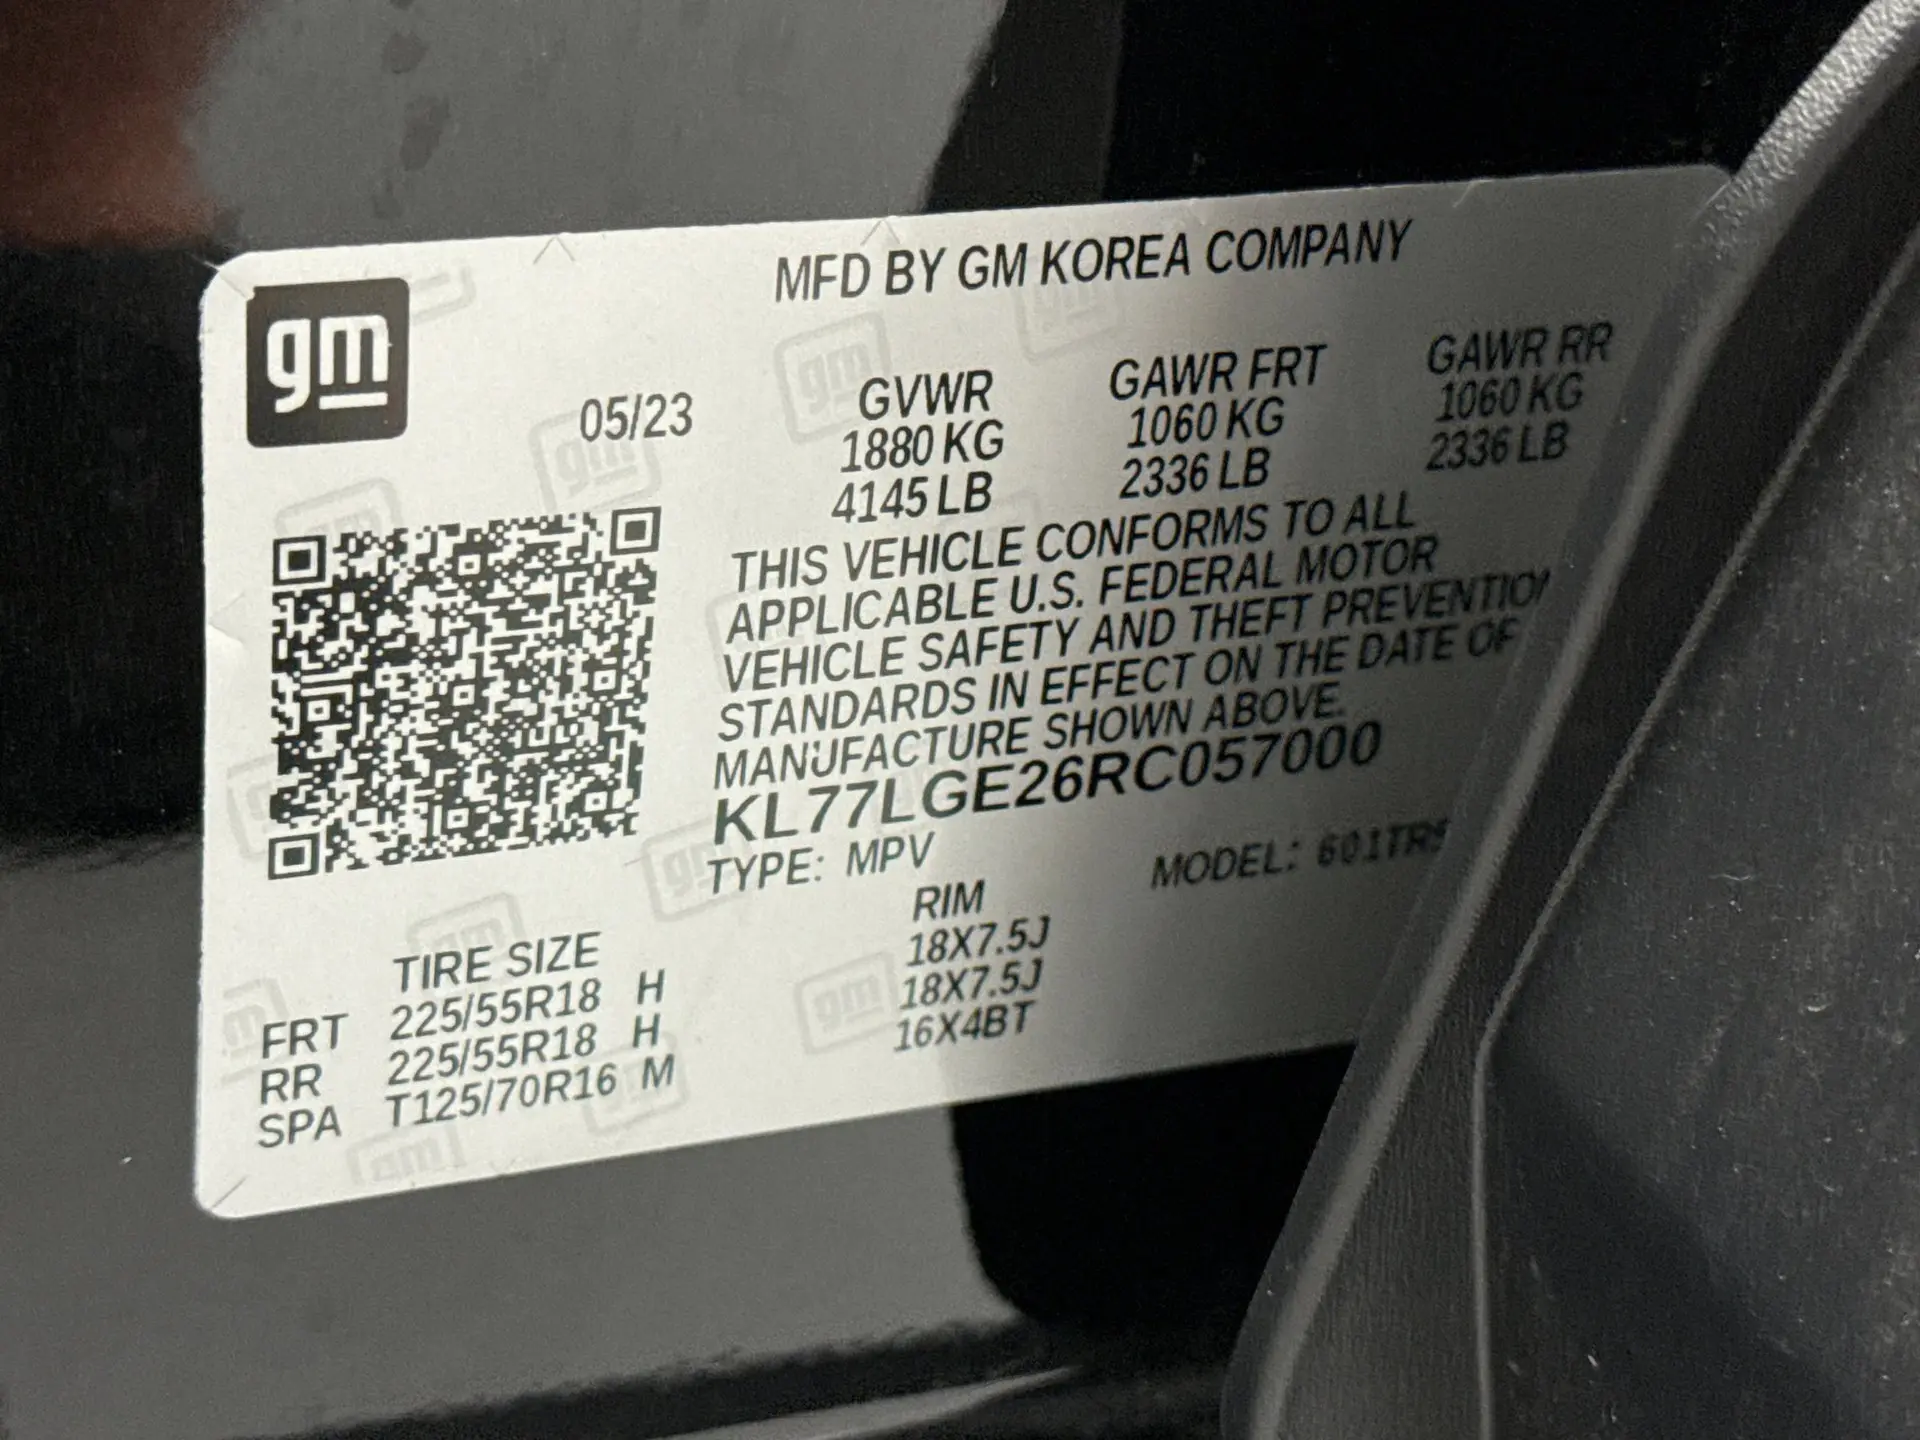 gm
MFD BY GM KOREA COMPANY
05/23
GVWR GAWR FRT GAWR RR
1880 KG 1060 KG 1060 KG
4145 LB 2336 LB 2336 LB
THIS VEHICLE CONFORMS TO ALL
APPLICABLE U.S. FEDERAL MOTOR
VEHICLE SAFETY AND THEFT PREVENTION
STANDARDS IN EFFECT ON THE DATE OF
MANUFACTURE SHOWN ABOVE.
KL77LGE26RC057000
TYPE: MPV MODEL:
TIRE SIZE RIM
FRT 225/55R18 H 18X7.5J
RR 225/55R18 H 18X7.5J
SPA T125/70R16 M 16X4BT